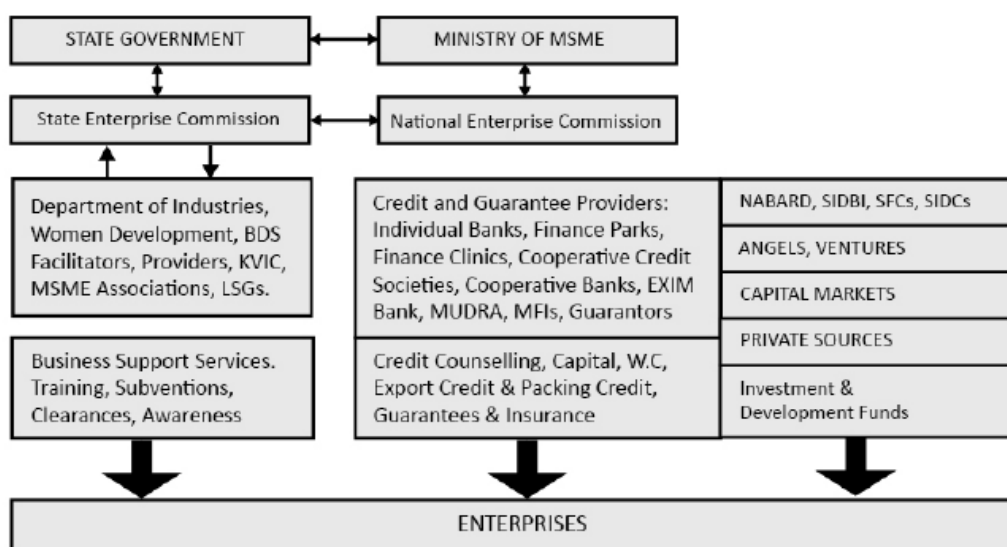 STATE GOVERNMENT
MINISTRY OF MSME
State Enterprise Commission
National Enterprise Commission
Department of Industries,
Women Development, BDS
Facilitators, Providers, KVIC,
MSME Associations, LSGs.
Credit and Guarantee Providers:
Individual Banks, Finance Parks,
Finance Clinics, Cooperative Credit
Societies, Cooperative Banks, EXIM
Bank, MUDRA, MFIs, Guarantors
NABARD, SIDBI, SFCs, SIDCs
ANGELS, VENTURES
CAPITAL MARKETS
PRIVATE SOURCES
Business Support Services.
Training, Subventions,
Clearances, Awareness
Credit Counselling, Capital, W.C,
Export Credit & Packing Credit,
Guarantees & Insurance
Investment &
Development Funds
ENTERPRISES